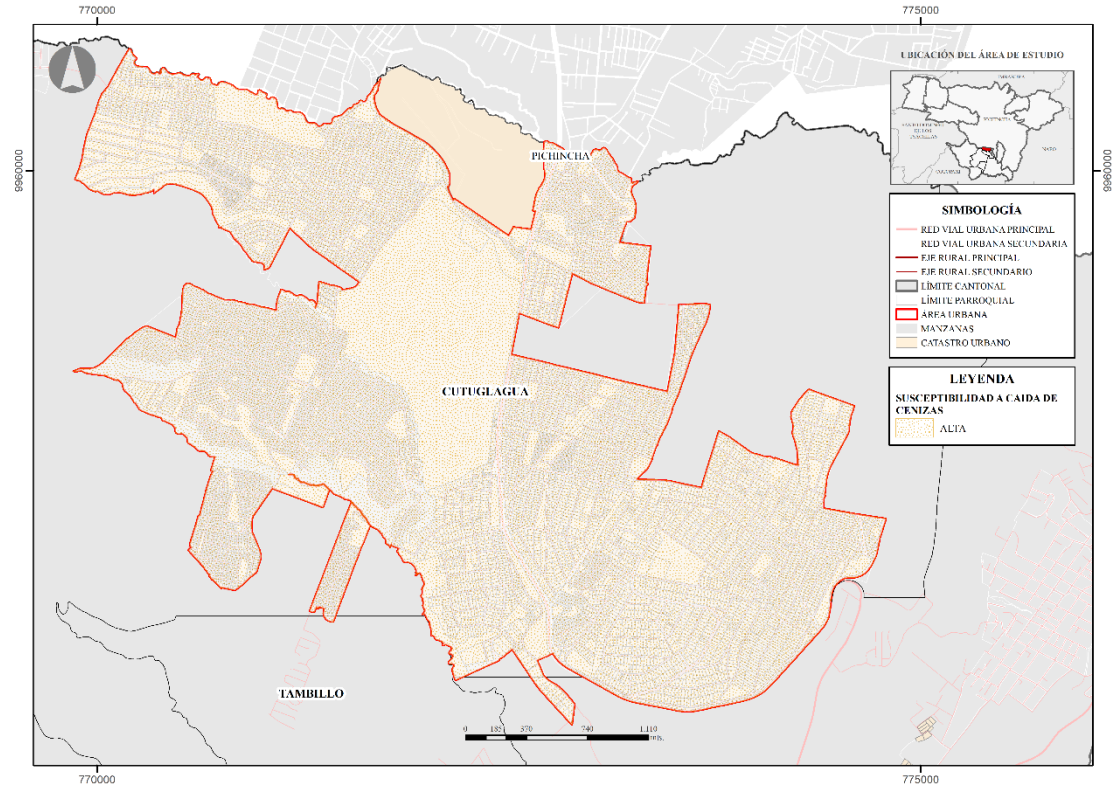 770000
775000
UBICACIÓN DEL ÁREA DE ESTUDIO
PICHINCHA
9960000
9960000
SIMBOLOGÍA
RED VIAL URBANA PRINCIPAL
RED VIAL URBANA SECUNDARIA
EJE RURAL PRINCIPAL
EJE RURAL SECUNDARIO
LÍMITE CANTONAL
LÍMITE PARROQUIAL
ÁREA URBANA
MANZANAS
CATASTRO URBANO
LEYENDA
SUSCEPTIBILIDAD A CAIDA DE
CENIZAS
ALTA
CUTUGLAGUA
TAMBILLO
0 185 370 740 1.110
mts.
770000
775000